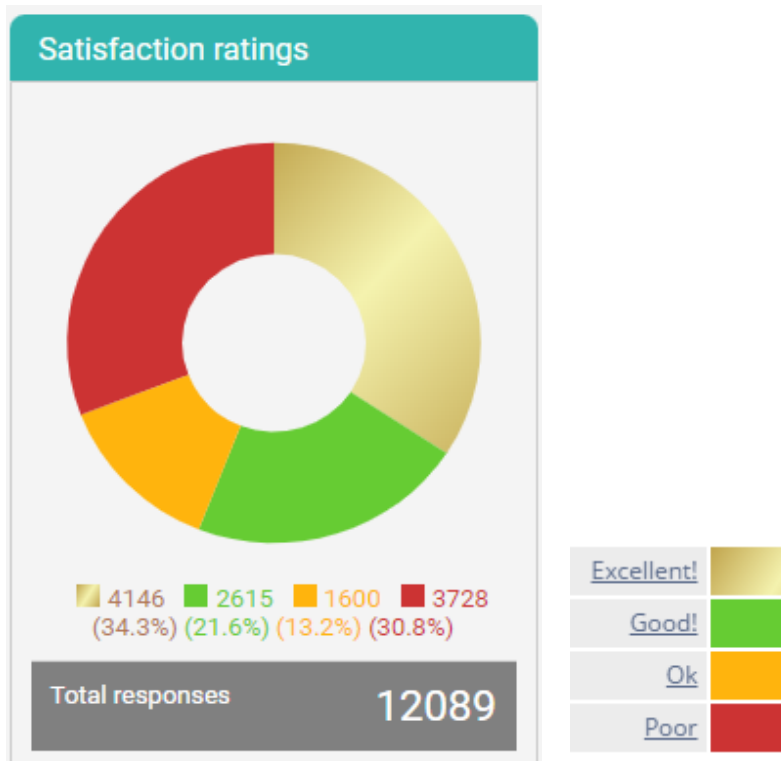 Satisfaction ratings
4146 2615 1600 3728
(34.3%) (21.6%) (13.2%) (30.8%)
Total responses 12089
Excellent!
Good!
Ok
Poor